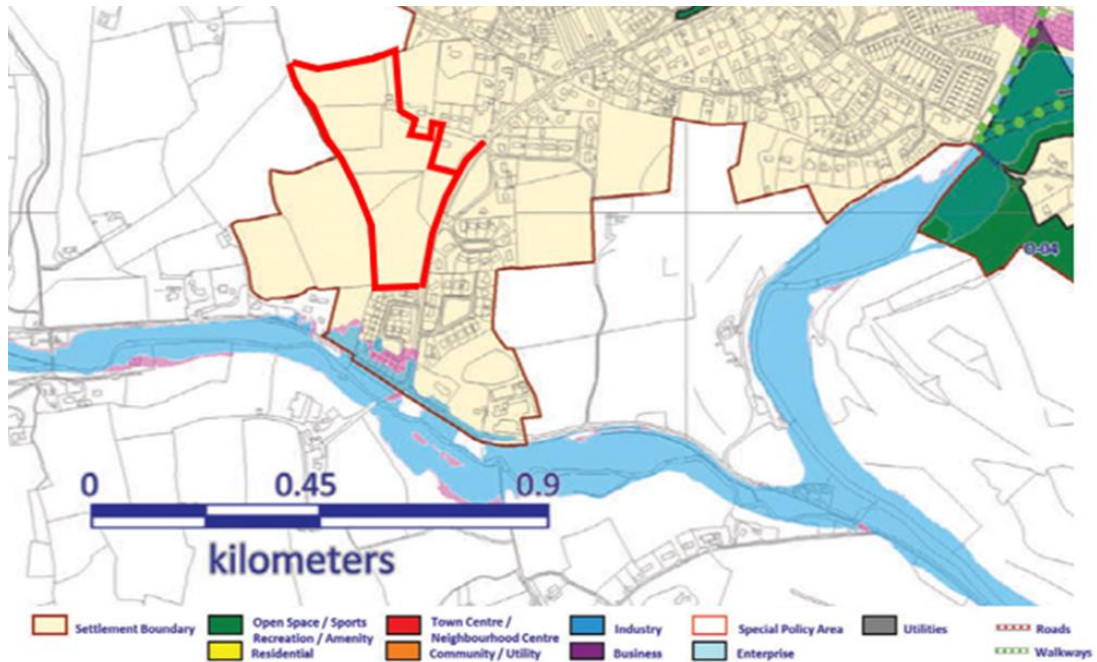 O-04
0 0.45 0.9
kilometers
Settlement Boundary
Open Space / Sports
Recreation / Amenity
Residential
Town Centre /
Neighbourhood Centre
Community / Utility
Industry
Business
Special Policy Area
Enterprise
Utilities
Roads
Walkways